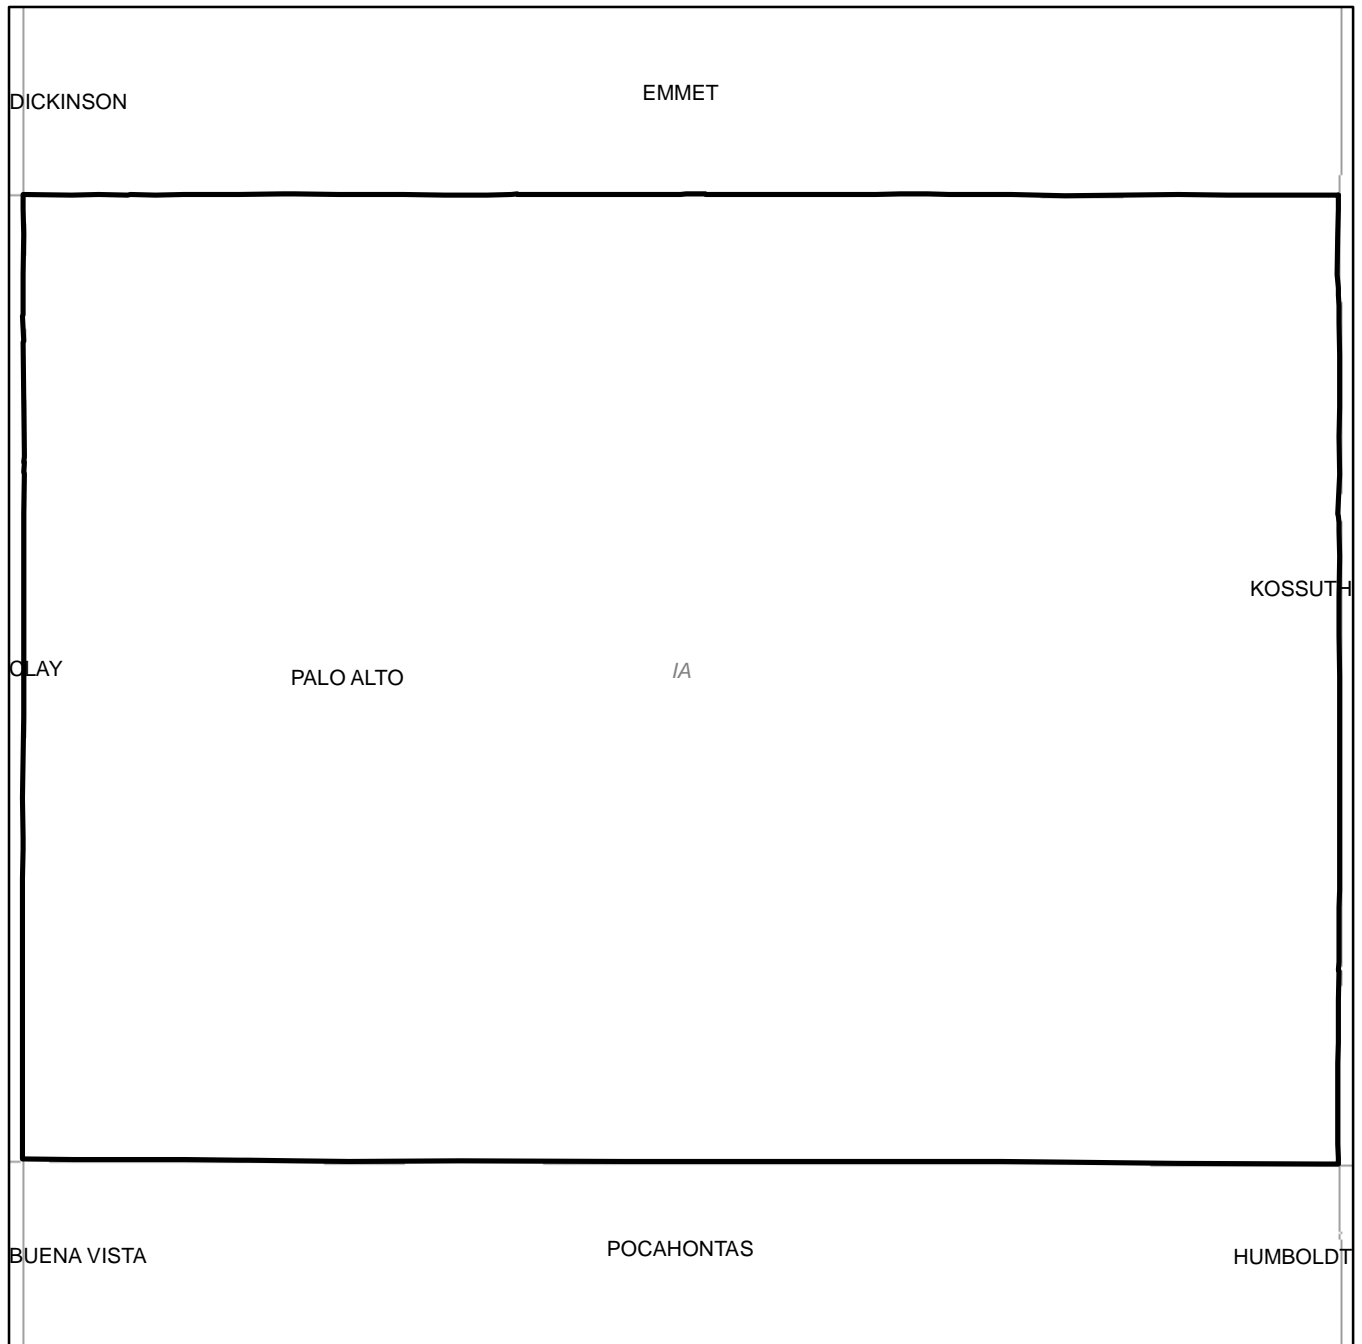 EMMET
DICKINSON
KOSSUTH
CLAY
IA
PALO ALTO
POCAHONTAS
BUENA VISTA
HUMBOLDT